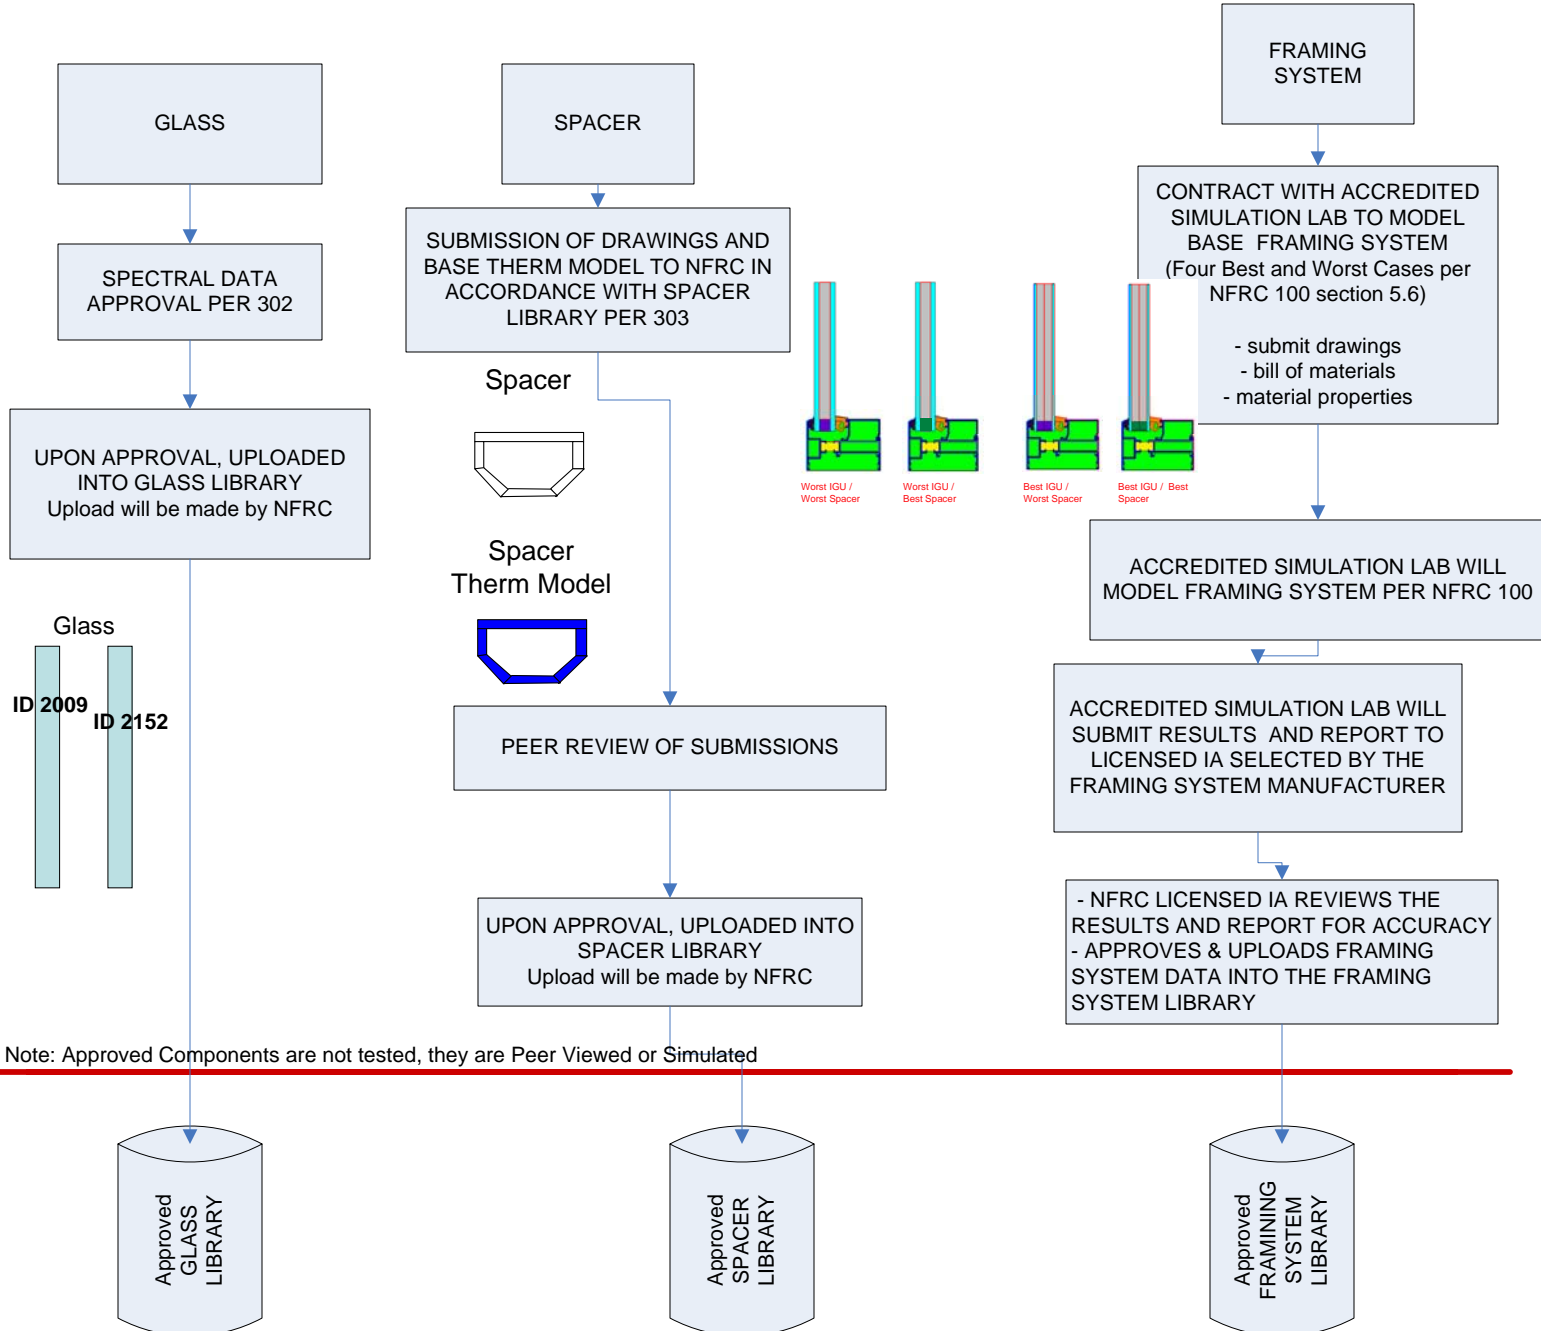 GLASS
SPECTRAL DATA
APPROVAL PER 302
UPON APPROVAL, UPLOADED
INTO GLASS LIBRARY
Upload will be made by NFRC
Glass
ID 2009
ID 2152
SPACER
SUBMISSION OF DRAWINGS AND
BASE THERM MODEL TO NFRC IN
ACCORDANCE WITH SPACER
LIBRARY PER 303
Spacer
Spacer
Therm Model
PEER REVIEW OF SUBMISSIONS
UPON APPROVAL, UPLOADED INTO
SPACER LIBRARY
Upload will be made by NFRC
FRAMING
SYSTEM
CONTRACT WITH ACCREDITED
SIMULATION LAB TO MODEL
BASE FRAMING SYSTEM
(Four Best and Worst Cases per
NFRC 100 section 5.6)
- submit drawings
- bill of materials
- material properties
Worst IGU /
Worst Spacer
Worst IGU /
Best Spacer
Best IGU /
Worst Spacer
Best IGU / Best
Spacer
ACCREDITED SIMULATION LAB WILL
MODEL FRAMING SYSTEM PER NFRC 100
ACCREDITED SIMULATION LAB WILL
SUBMIT RESULTS AND REPORT TO
LICENSED IA SELECTED BY THE
FRAMING SYSTEM MANUFACTURER
- NFRC LICENSED IA REVIEWS THE
RESULTS AND REPORT FOR ACCURACY
- APPROVES & UPLOADS FRAMING
SYSTEM DATA INTO THE FRAMING
SYSTEM LIBRARY
Note: Approved Components are not tested, they are Peer Viewed or Simulated
Approved
GLASS
LIBRARY
Approved
SPACER
LIBRARY
Approved
FRAMINING
SYSTEM
LIBRARY